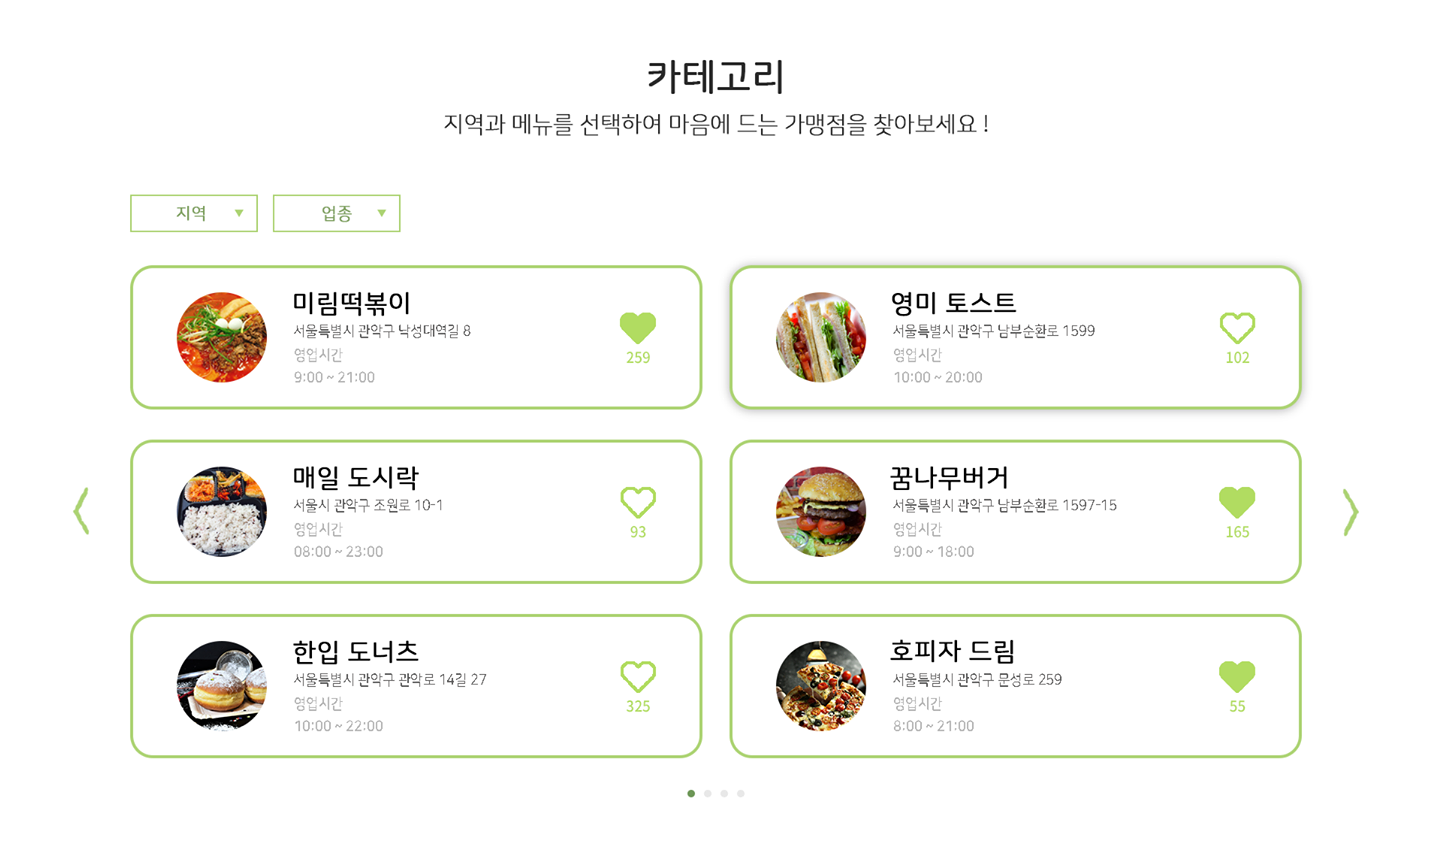 카테고리
지역과 메뉴를 선택하여 마음에 드는 가맹점을 찾아보세요 !
지역 ▼
업종 ▼
미림떡볶이
서울특별시 관악구 낙성대역길 8
영업시간
9:00 ~ 21:00
259
영미 토스트
서울특별시 관악구 남부순환로 1599
영업시간
10:00 ~ 20:00
102
매일 도시락
서울시 관악구 조원로 10-1
영업시간
08:00 ~ 23:00
93
꿈나무버거
서울특별시 관악구 남부순환로 1597-15
영업시간
9:00 ~ 18:00
165
한입 도너츠
서울특별시 관악구 관악로 14길 27
영업시간
10:00 ~ 22:00
325
호피자 드림
서울특별시 관악구 문성로 259
영업시간
8:00 ~ 21:00
55